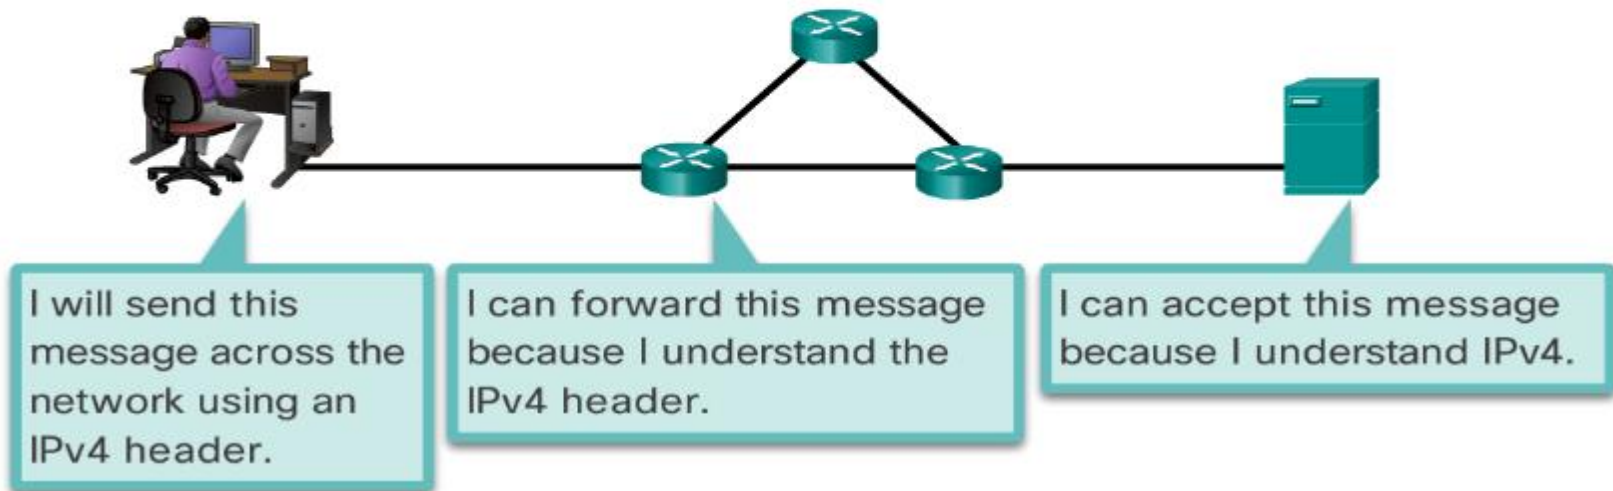 I will send this
message across the
network using an
IPv4 header.
I can forward this message
because I understand the
IPv4 header.
I can accept this message
because I understand IPv4.